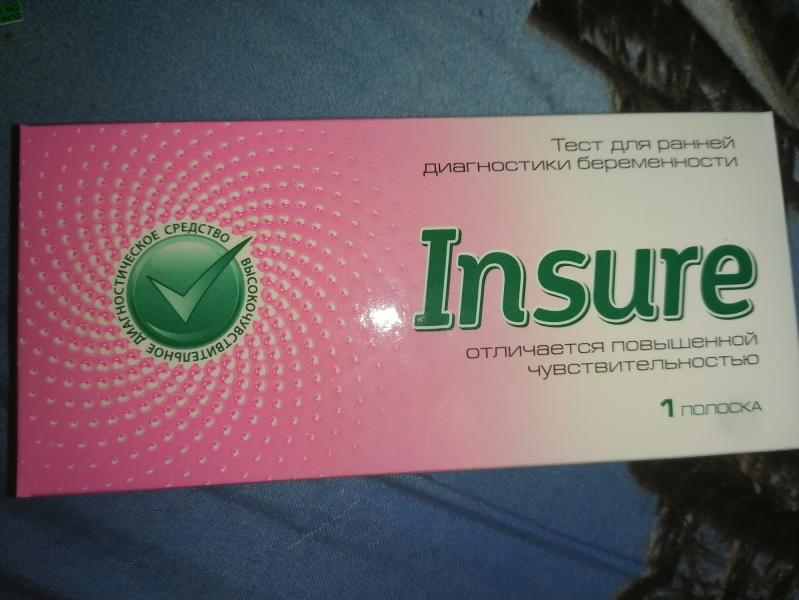 Тест для ранней
диагностики беременности
Insure
отличается повышенной
чувствительностью
1 полоска
ВЫСОКОЧУВСТВИТЕЛЬНОЕ ДИАГНОСТИЧЕСКОЕ СРЕДСТВО